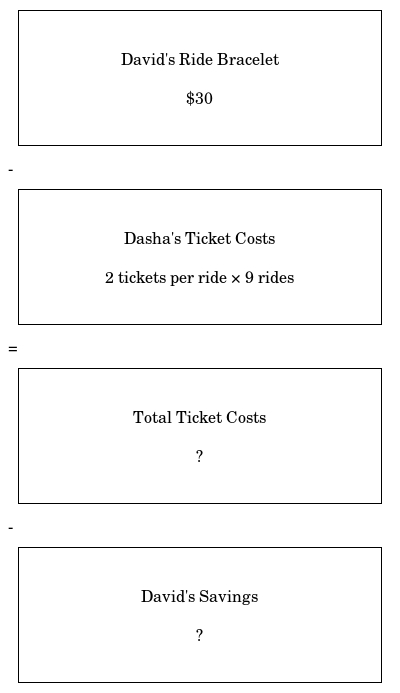 David's Ride Bracelet
$30
-
Dasha's Ticket Costs
2 tickets per ride × 9 rides
=
Total Ticket Costs
?
-
David's Savings
?